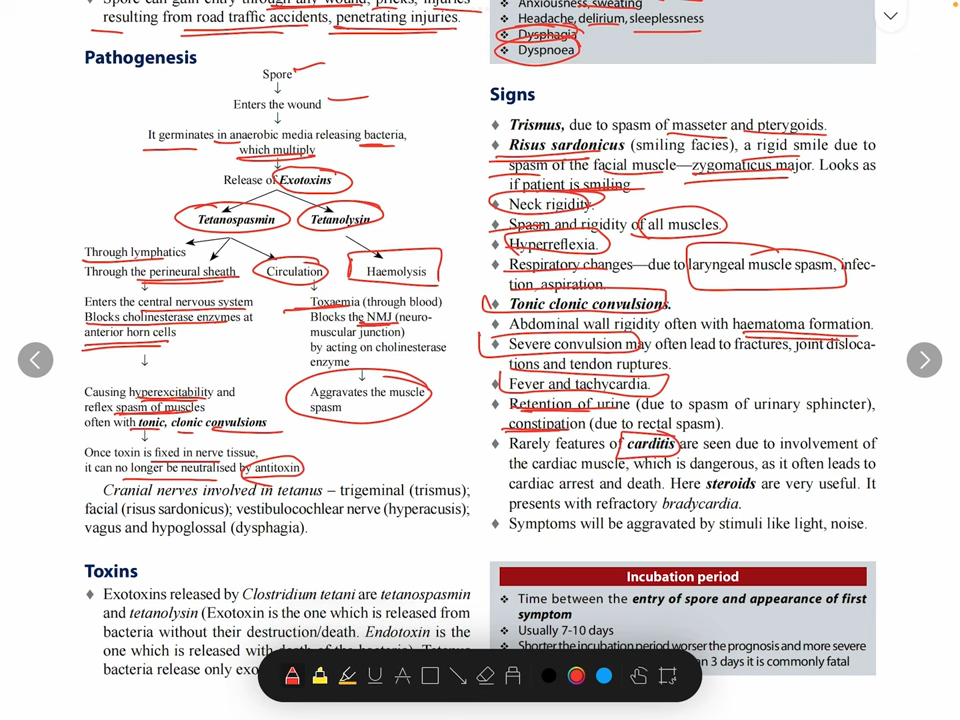 Spore can gain entry through any wound, pricks, injuries
resulting from road traffic accidents, penetrating injuries.
Pathogenesis
Spore
Enters the wound
It germinates in anaerobic media releasing bacteria,
which multiply
Release of Exotoxins
Tetanospasmin
Tetanolysin
Through lymphatics
Through the perineural sheath
Circulation
Haemolysis
Enters the central nervous system
Blocks cholinesterase enzymes at
anterior horn cells
Toxaemia (through blood)
Blocks the NMJ (neuro-
muscular junction)
by acting on cholinesterase
enzyme
Causing hyperexcitability and
reflex spasm of muscles
often with tonic, clonic convulsions
Aggravates the muscle
spasm
Once toxin is fixed in nerve tissue,
it can no longer be neutralised by antitoxin
Cranial nerves involved in tetanus – trigeminal (trismus);
facial (risus sardonicus); vestibulocochlear nerve (hyperacusis);
vagus and hypoglossal (dysphagia).
Toxins
Exotoxins released by Clostridium tetani are tetanospasmin
and tetanolysin (Exotoxin is the one which is released from
bacteria without their destruction/death. Endotoxin is the
one which is released with death of the bacteria).
bacteria release only
Anxiousness, sweating
Headache, delirium, sleeplessness
Dysphagia
Dyspnoea
Signs
Trismus, due to spasm of masseter and pterygoids.
Risus sardonicus (smiling facies), a rigid smile due to
spasm of the facial muscle—zygomaticus major. Looks as
if patient is smiling
Neck rigidity.
Spasm and rigidity of all muscles.
Hyperreflexia.
Respiratory changes—due to laryngeal muscle spasm, infec-
tion, aspiration.
Tonic clonic convulsions.
Abdominal wall rigidity often with haematoma formation.
Severe convulsion may often lead to fractures, joint disloca-
tions and tendon ruptures.
Fever and tachycardia.
Retention of urine (due to spasm of urinary sphincter),
constipation (due to rectal spasm).
Rarely features of carditis are seen due to involvement of
the cardiac muscle, which is dangerous, as it often leads to
cardiac arrest and death. Here steroids are very useful. It
presents with refractory bradycardia.
Symptoms will be aggravated by stimuli like light, noise.
Incubation period
Time between the entry of spore and appearance of first
symptom
Usually 7-10 days
Shorter the incubation period worser the prognosis and more severe
3 days it is commonly fatal